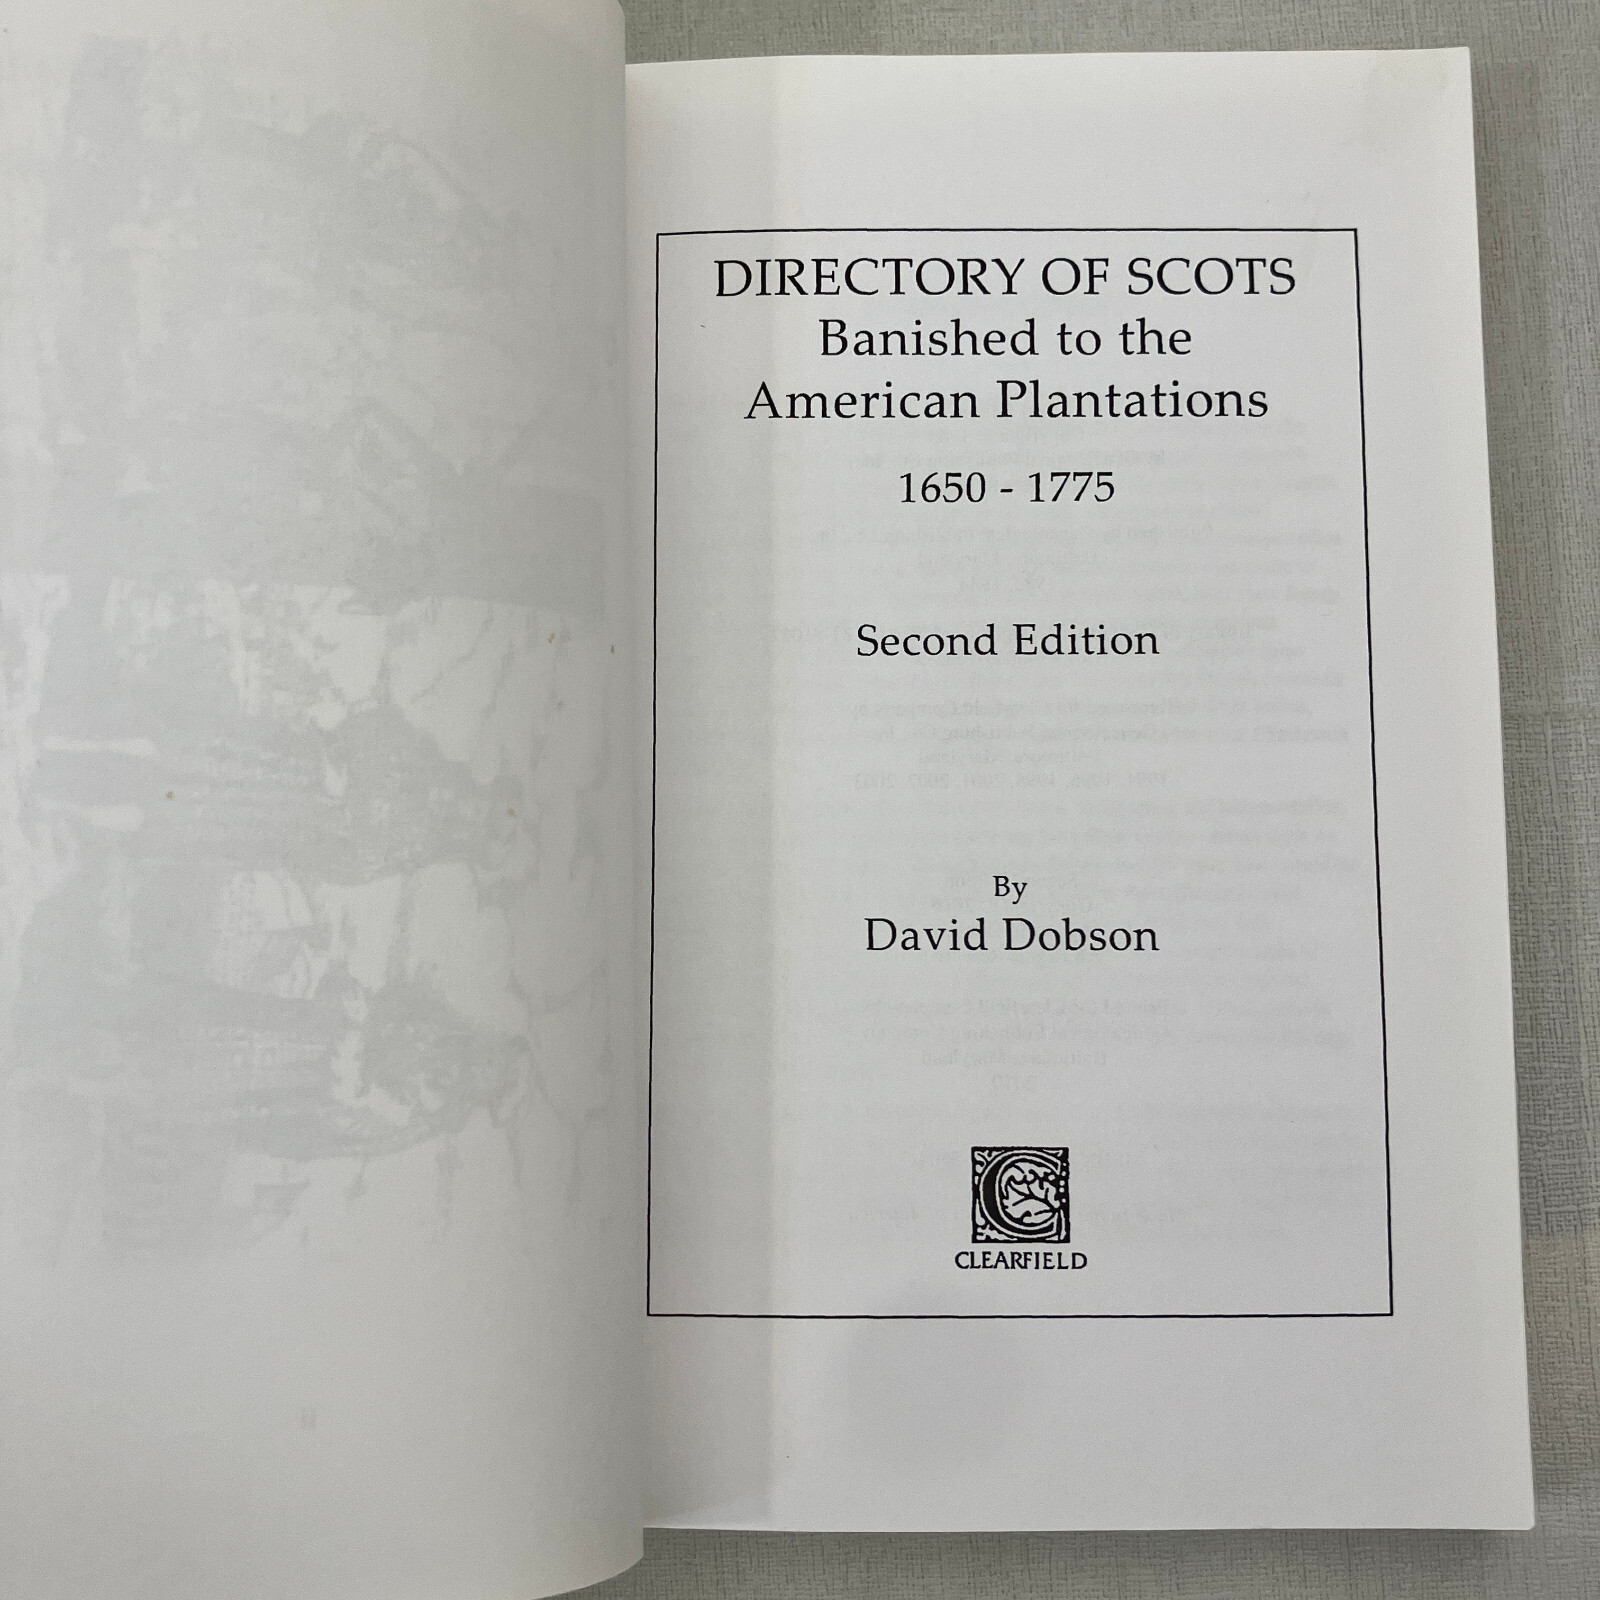 DIRECTORY OF SCOTS
Banished to the
American Plantations
1650 - 1775
Second Edition
By
David Dobson
C
CLEARFIELD